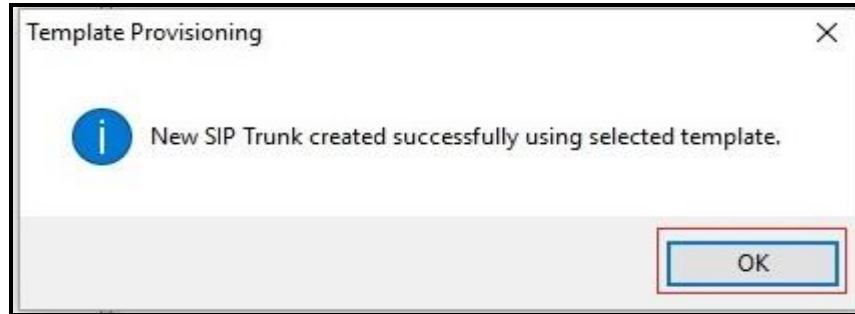 Template Provisioning
New SIP Trunk created successfully using selected template.
OK